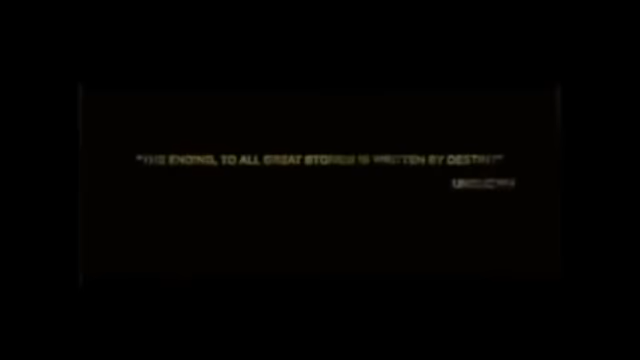 "THE ENDING, TO ALL GREAT STORIES IS WRITTEN BY DESTINY"